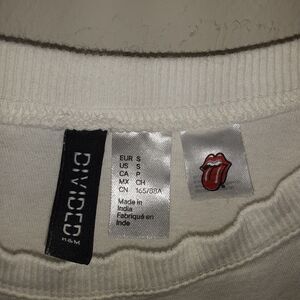 DIVIDED
H&M
EUR S
US S
CA P
MX CH
CN 165/88A
Made in
India
Fabriqué en
Inde